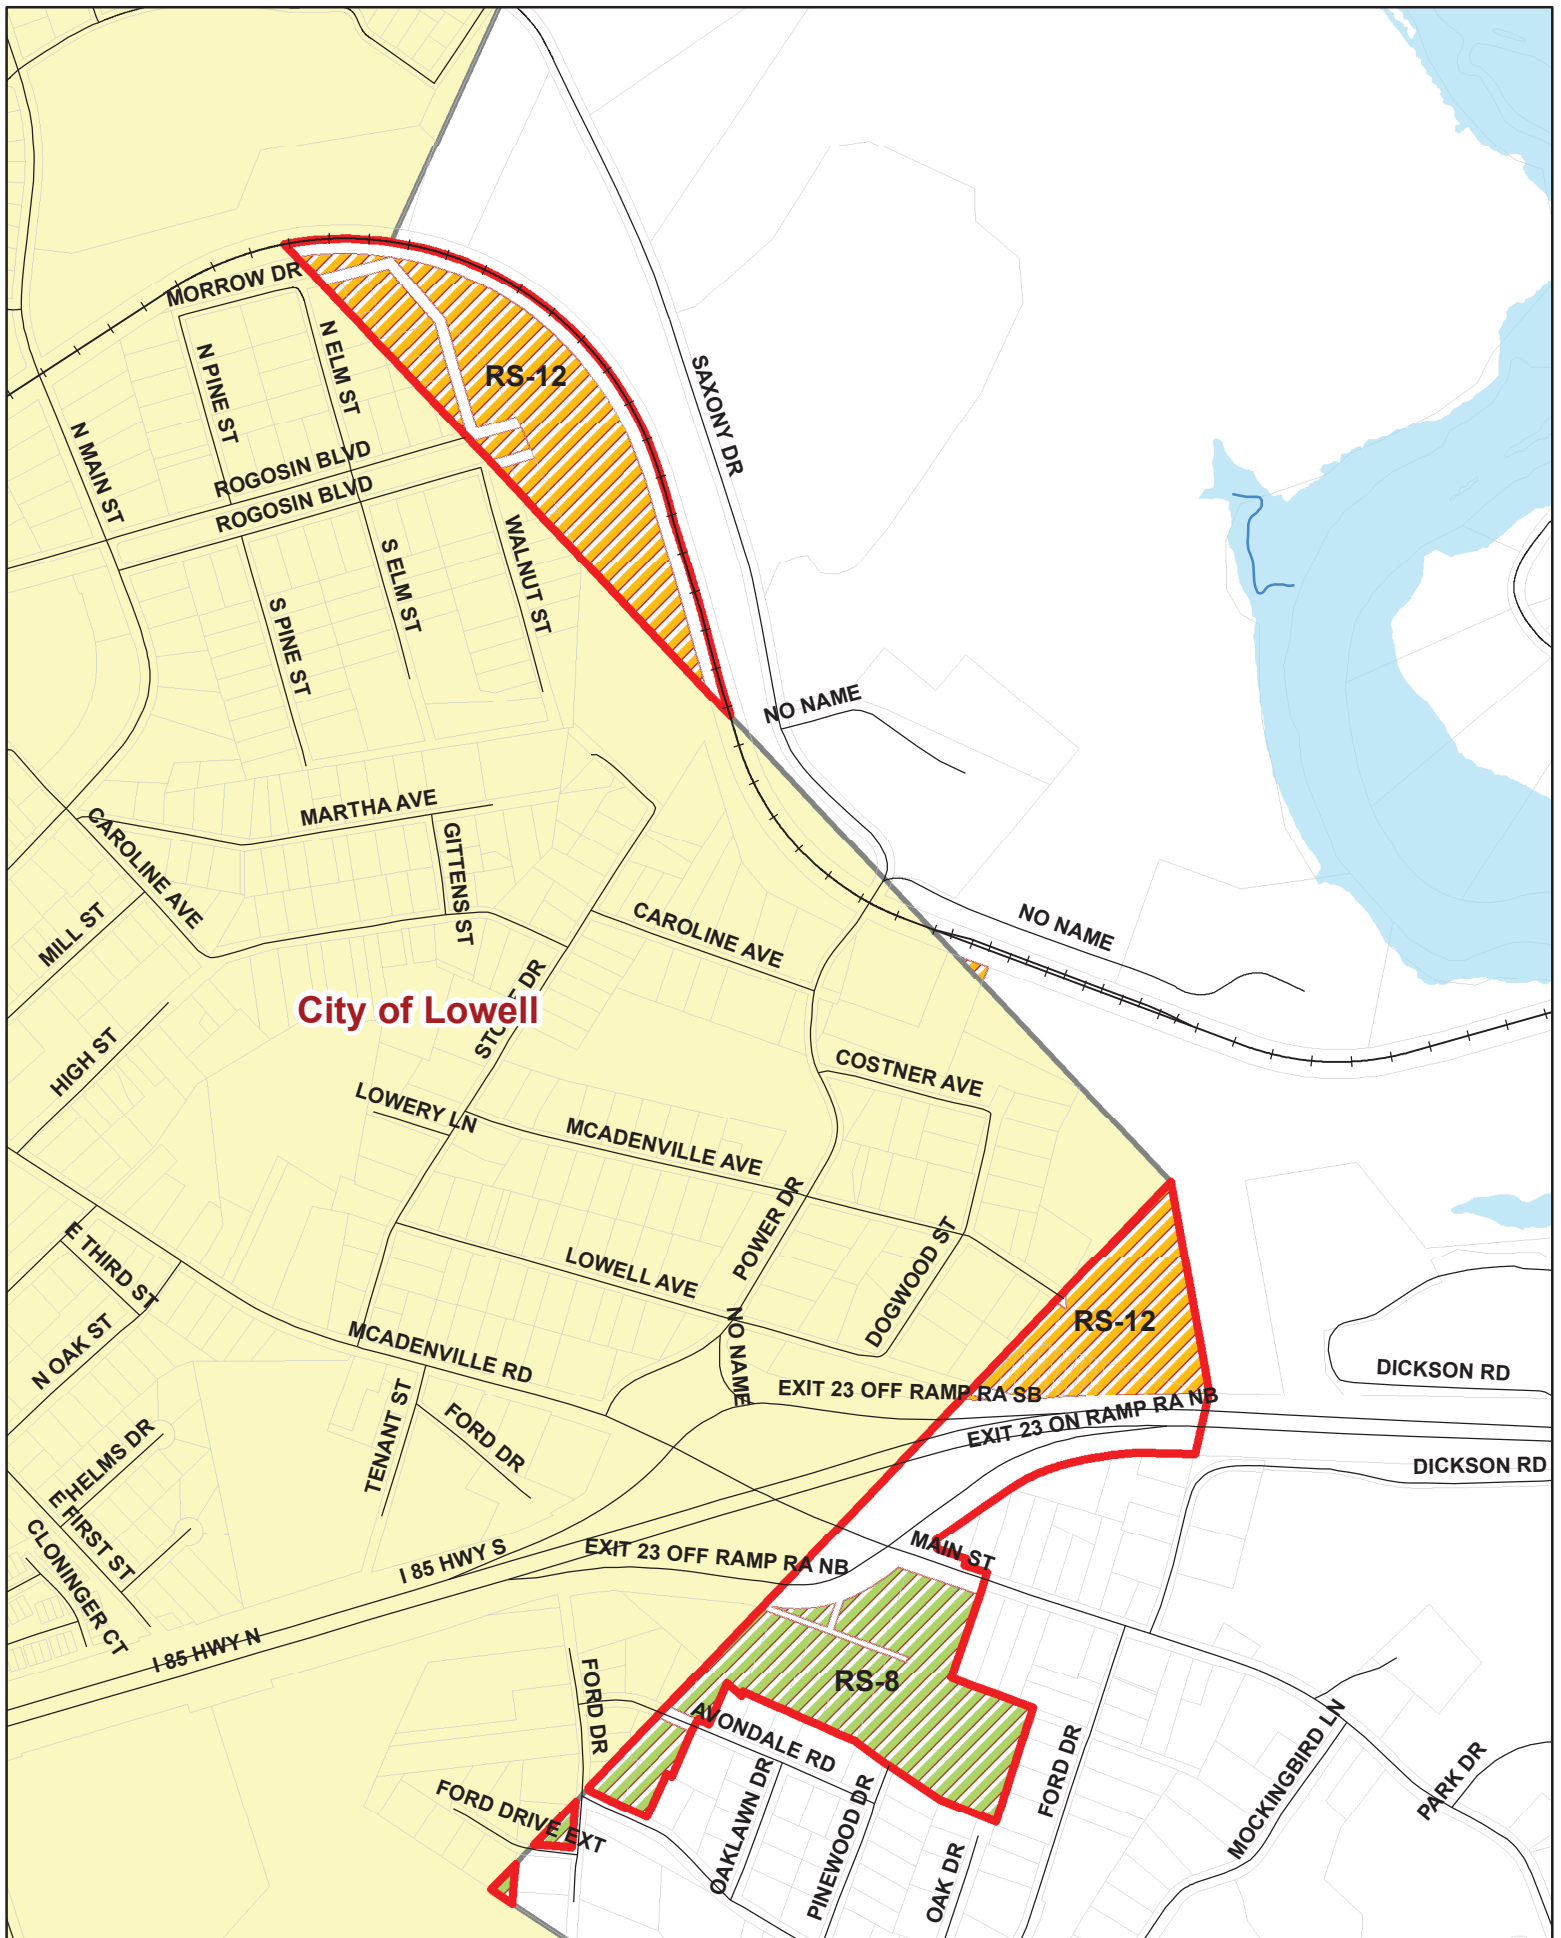 MORROW DR
N PINE ST
N ELM ST
RS-12
SAXONY DR
N MAIN ST
ROGOSIN BLVD
ROGOSIN BLVD
WALNUT ST
S ELM ST
S PINE ST
NO NAME
MARTHA AVE
CAROLINE AVE
GITTENS ST
MILL ST
CAROLINE AVE
NO NAME
City of Lowell
HIGH ST
COSTNER AVE
LOWERY LN
MCADENVILLE AVE
POWER DR
E THIRD ST
LOWELL AVE
DOGWOOD ST
RS-12
N OAK ST
MCADENVILLE RD
NO NAME
DICKSON RD
EXIT 23 OFF RAMP RA SB
EXIT 23 ON RAMP RA NB
TENANT ST
FORD DR
DICKSON RD
E HELMS DR
E FIRST ST
CLONINGER CT
I 85 HWY S
EXIT 23 OFF RAMP RA NB
MAIN ST
I 85 HWY N
RS-8
FORD DR
AVONDALE RD
FORD DR
MOCKINGBIRD LN
PARK DR
FORD DRIVE EXT
OAKLAWN DR
PINEWOOD DR
OAK DR